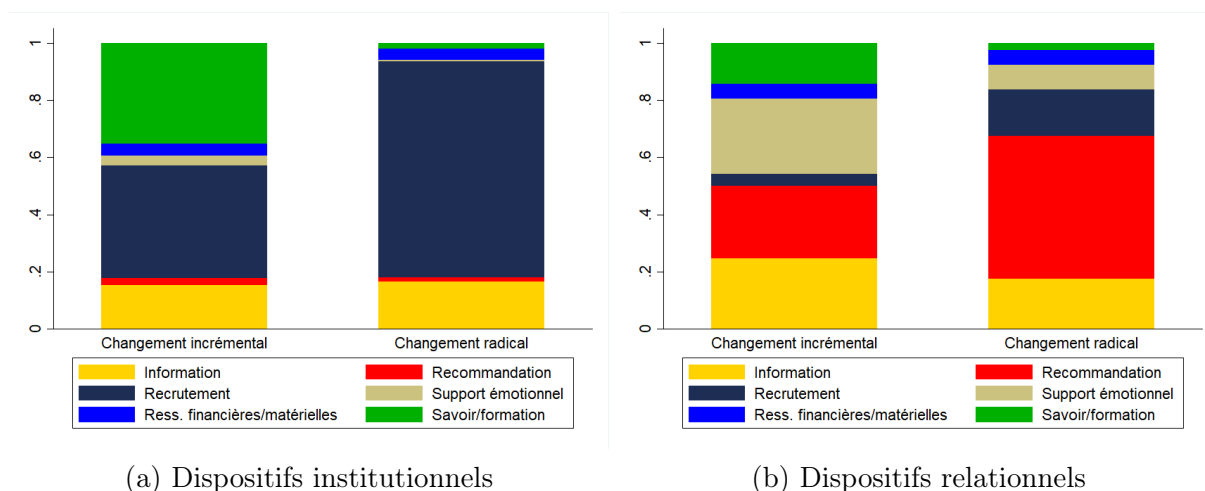 1
.8
.6
.4
.2
0
Changement incrémental Changement radical
Information Recommandation
Recrutement Support émotionnel
Ress. financières/matérielles Savoir/formation
(a) Dispositifs institutionnels
1
.8
.6
.4
.2
0
Changement incrémental Changement radical
Information Recommandation
Recrutement Support émotionnel
Ress. financières/matérielles Savoir/formation
(b) Dispositifs relationnels